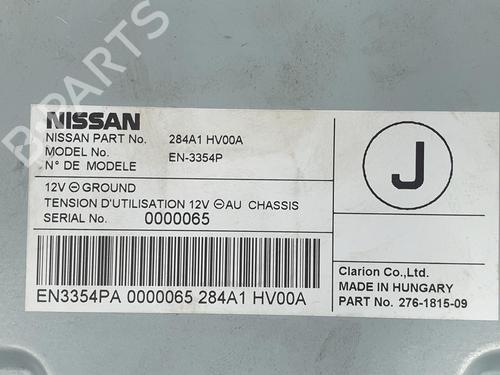 NISSAN
NISSAN PART No. 284A1 HV00A
MODEL No. EN-3354P
N° DE MODELE
12V ⊖ GROUND
TENSION D'UTILISATION 12V ⊖ AU CHASSIS
SERIAL No. 0000065
EN3354PA 0000065 284A1 HV00A
J
Clarion Co.,Ltd.
MADE IN HUNGARY
PART No. 276-1815-09
BPARTS